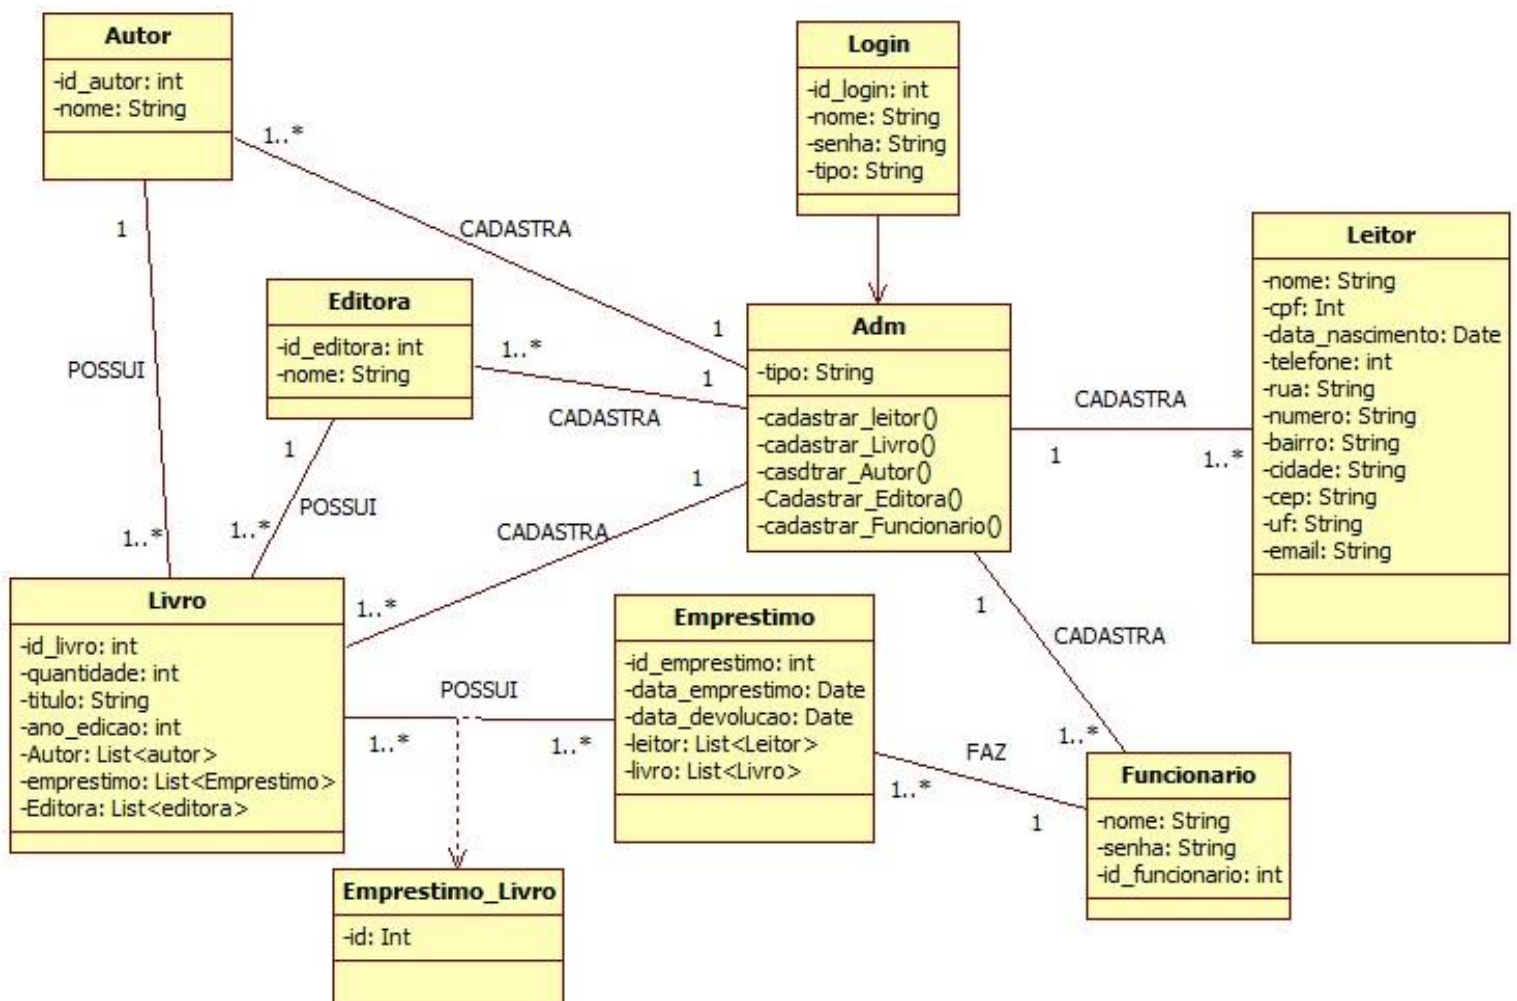 Autor
-id_autor: int
-nome: String
1..*
1
CADASTRA
1
POSSUI
1..*
Login
-id_login: int
-nome: String
-senha: String
-tipo: String
Editora
-id_editora: int
-nome: String
1..*
1
CADASTRA
1
POSSUI
1..*
Adm
-tipo: String
-cadastrar_leitor()
-cadastrar_Livro()
-casdtrar_Autor()
-Cadastrar_Editora()
-cadastrar_Funcionario()
CADASTRA
1
1..*
Leitor
-nome: String
-cpf: Int
-data_nascimento: Date
-telefone: int
-rua: String
-numero: String
-bairro: String
-cidade: String
-cep: String
-uf: String
-email: String
1
CADASTRA
1..*
Livro
-id_livro: int
-quantidade: int
-titulo: String
-ano_edicao: int
-Autor: List<autor>
-emprestimo: List<Emprestimo>
-Editora: List<editora>
POSSUI
1..*
1..*
Emprestimo
-id_emprestimo: int
-data_emprestimo: Date
-data_devolucao: Date
-leitor: List<Leitor>
-livro: List<Livro>
1
CADASTRA
1..*
FAZ
1..*
1
Funcionario
-nome: String
-senha: String
-id_funcionario: int
Emprestimo_Livro
-id: Int